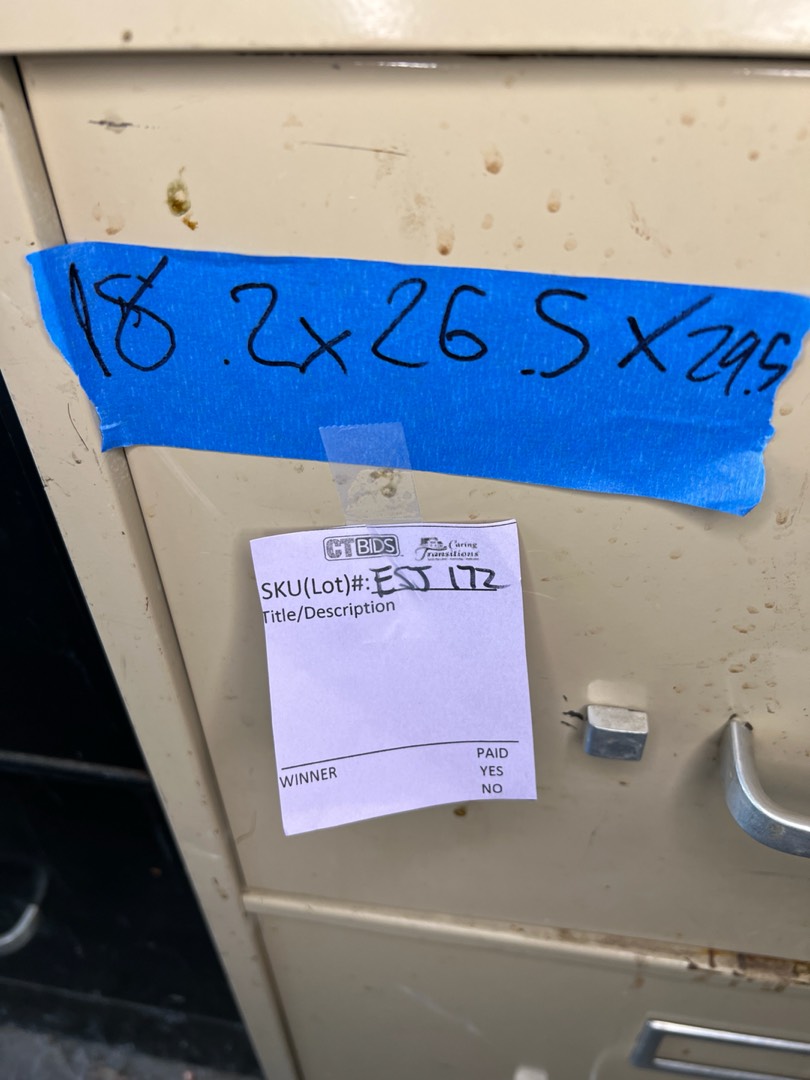 18.2x26.5x29.5
CTBIDS Caring Transitions
SKU(Lot)#: ESJ 172
Title/Description
WINNER
PAID
YES
NO